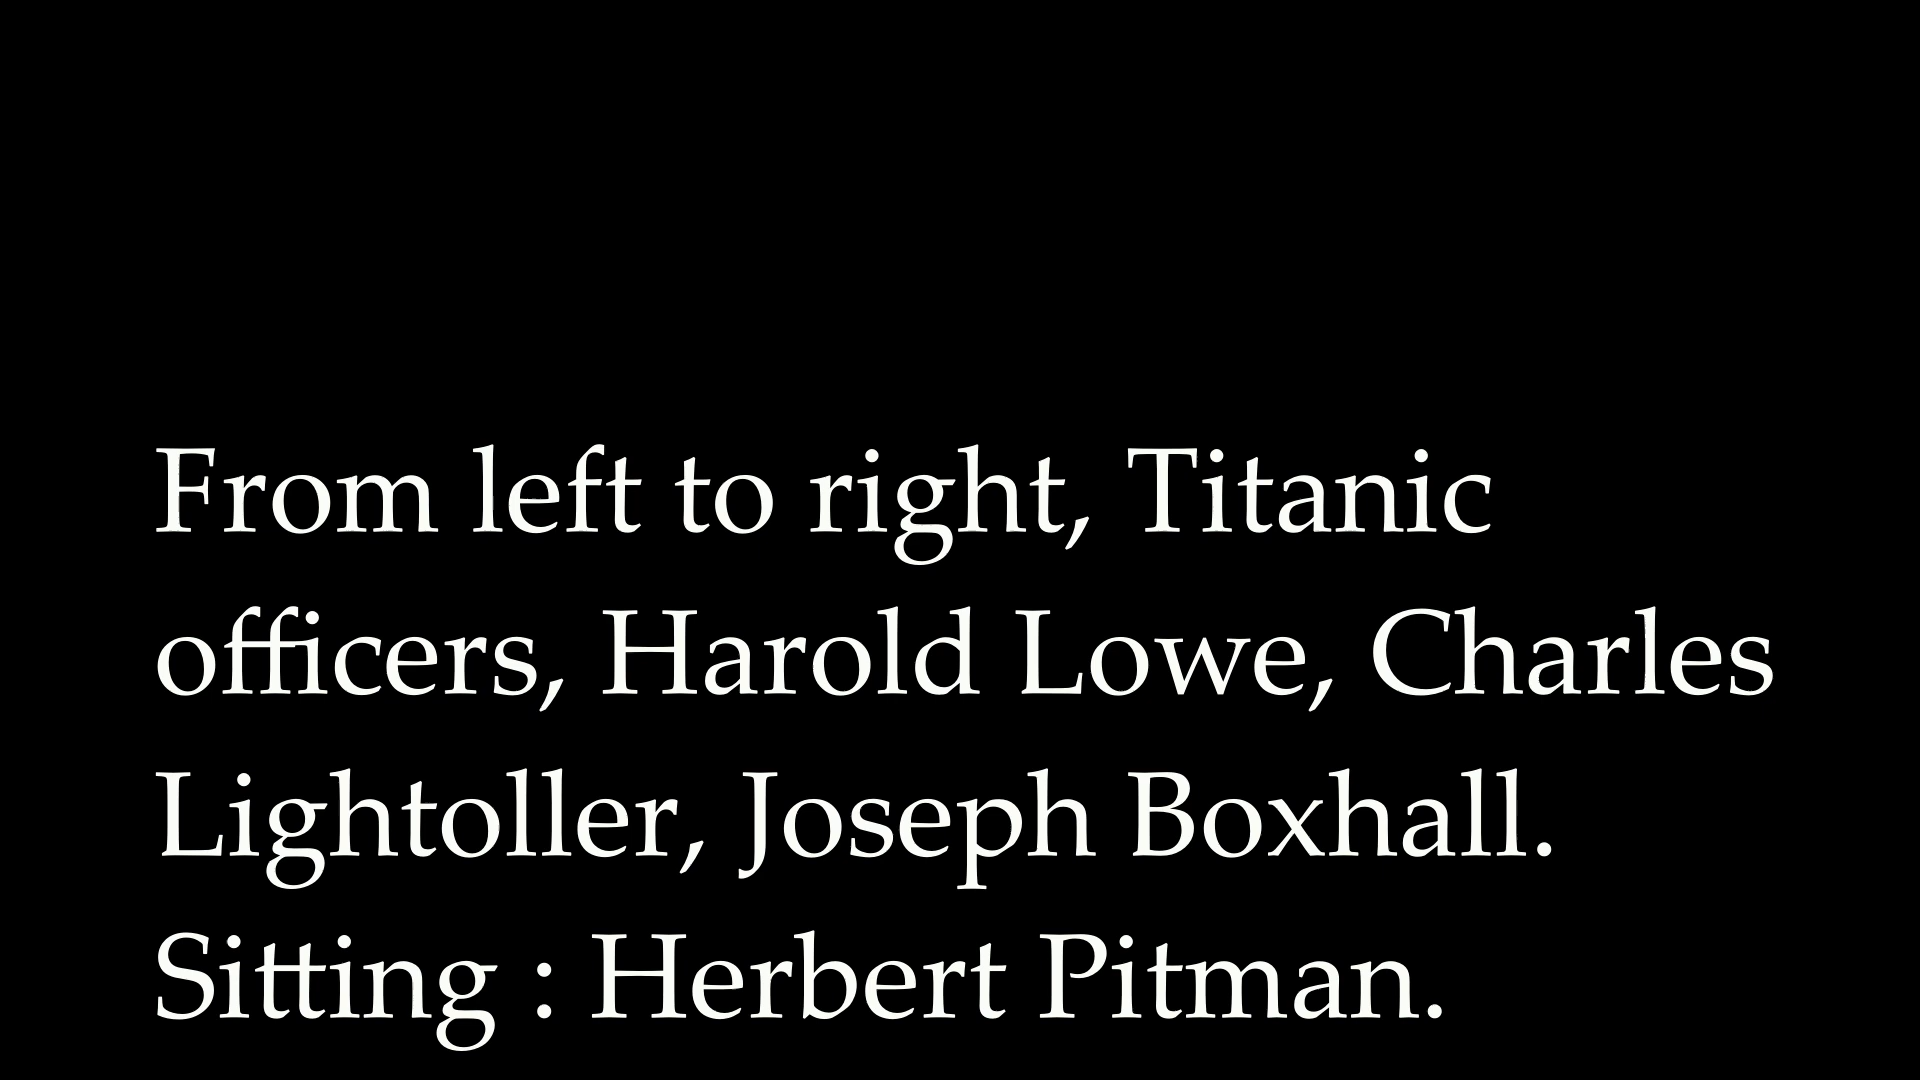 From left to right, Titanic
officers, Harold Lowe, Charles
Lightoller, Joseph Boxhall.
Sitting : Herbert Pitman.